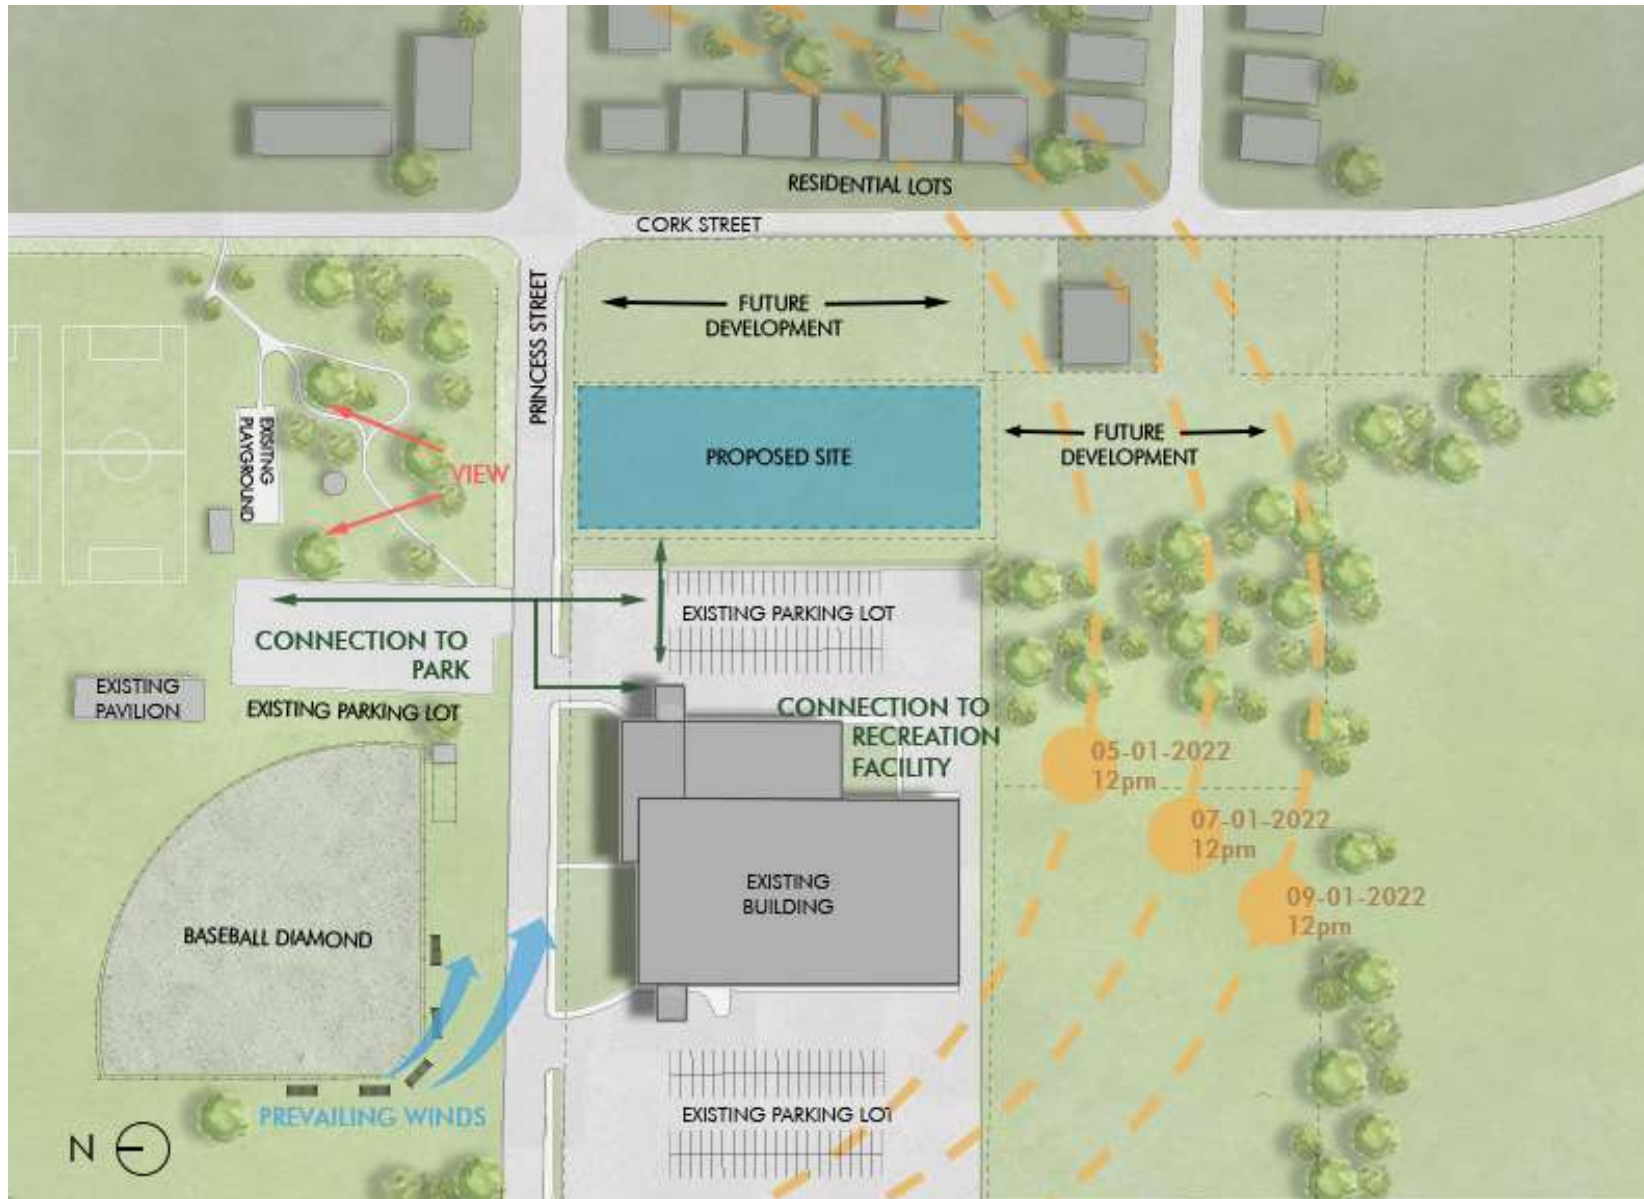 RESIDENTIAL LOTS
CORK STREET
PRINCESS STREET
FUTURE
DEVELOPMENT
EXISITNG
PLAYGROUND
VIEW
PROPOSED SITE
FUTURE
DEVELOPMENT
EXISTING PARKING LOT
CONNECTION TO
PARK
EXISTING
PAVILION
EXISTING PARKING LOT
CONNECTION TO
RECREATION
FACILITY
05-01-2022
12pm
07-01-2022
12pm
09-01-2022
12pm
EXISTING
BUILDING
BASEBALL DIAMOND
PREVAILING WINDS
EXISTING PARKING LOT
N